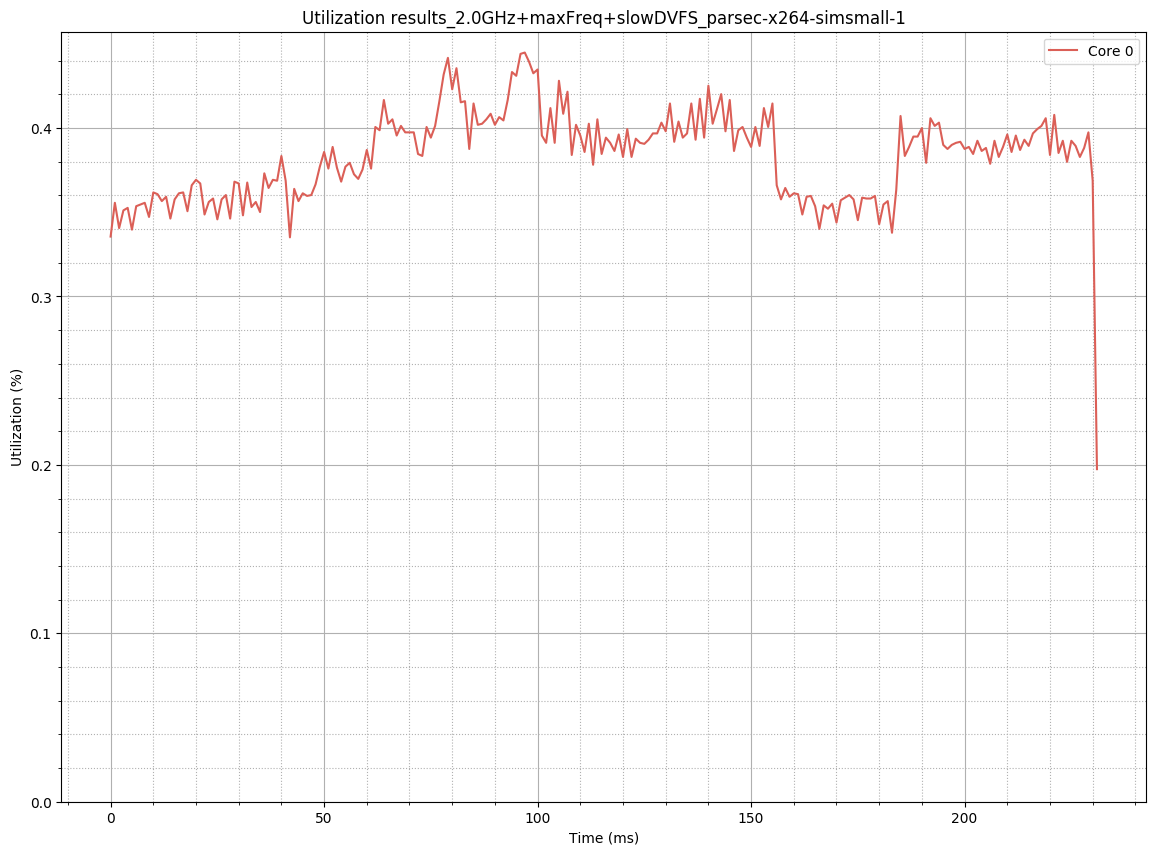 Utilization results_2.0GHz+maxFreq+slowDVFS_parsec-x264-simsmall-1
Core 0
Utilization (%)
0.4
0.3
0.2
0.1
0.0
0 50 100 150 200
Time (ms)